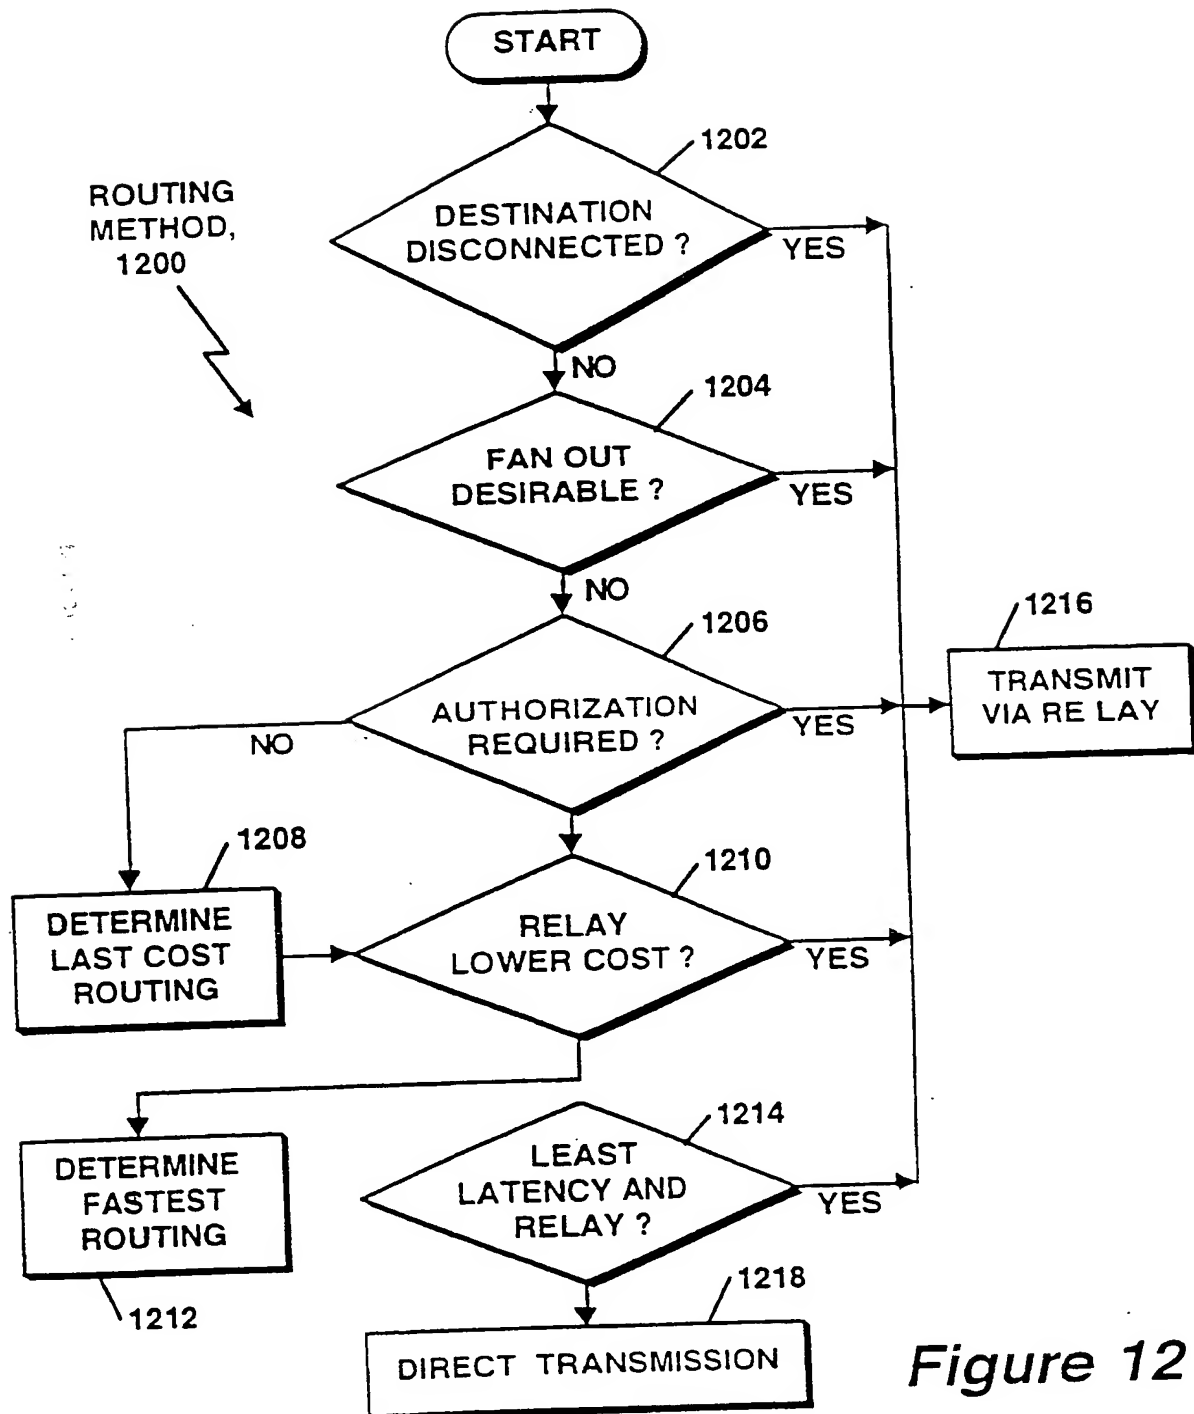 START
1202
ROUTING
METHOD,
1200
DESTINATION
DISCONNECTED ?
YES
NO
1204
FAN OUT
DESIRABLE ?
YES
NO
1206
1216
AUTHORIZATION
REQUIRED ?
YES
NO
TRANSMIT
VIA RE LAY
1208
1210
DETERMINE
LAST COST
ROUTING
RELAY
LOWER COST ?
YES
1214
DETERMINE
FASTEST
ROUTING
1212
LEAST
LATENCY AND
RELAY ?
YES
1218
DIRECT TRANSMISSION
Figure 12